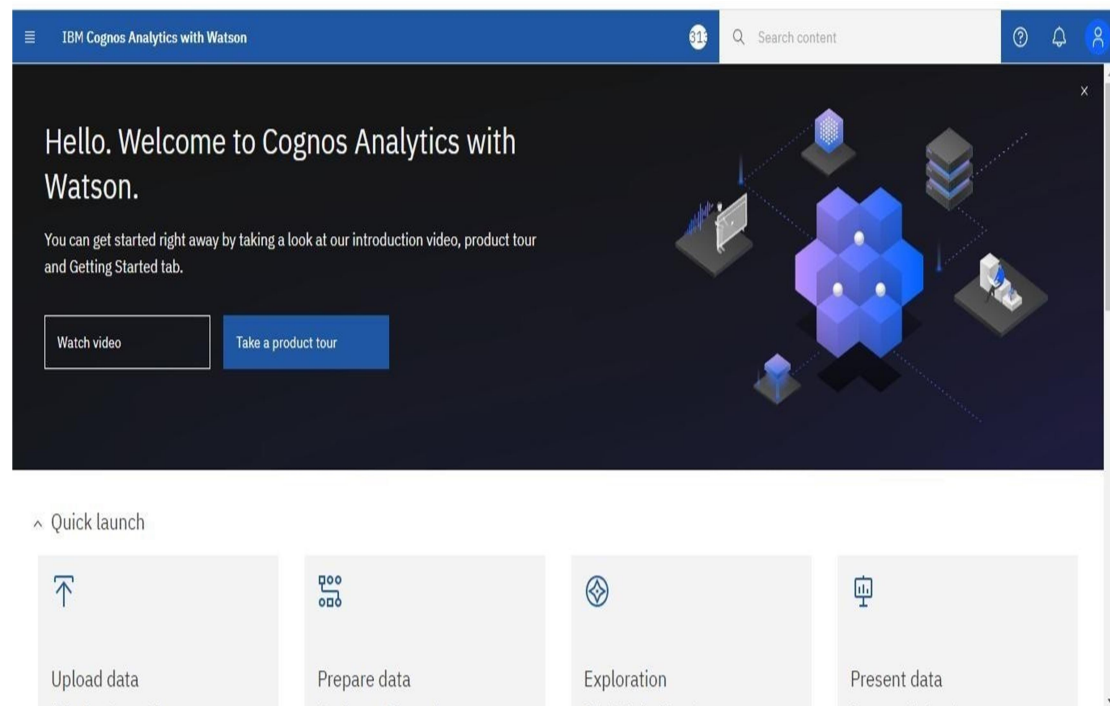 IBM Cognos Analytics with Watson
313
Search content
Hello. Welcome to Cognos Analytics with
Watson.
You can get started right away by taking a look at our introduction video, product tour
and Getting Started tab.
Watch video
Take a product tour
Quick launch
Upload data
Prepare data
Exploration
Present data